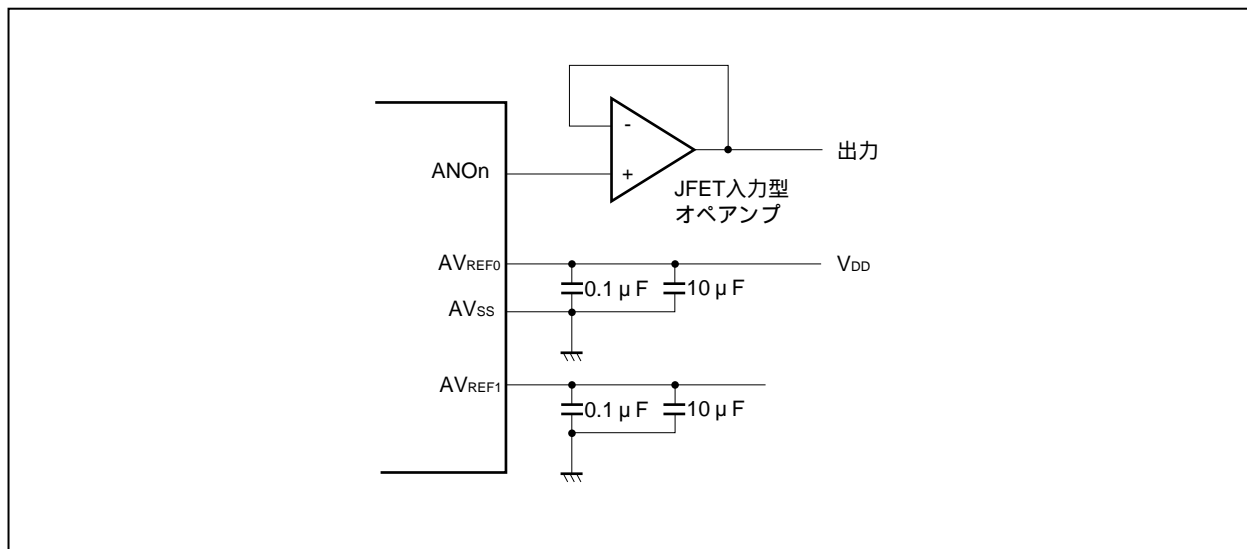 -
出力
ANOn
+
JFET入力型
オペアンプ
AVREF0
VDD
0.1 μ F
10 μ F
AVSS
AVREF1
0.1 μ F
10 μ F